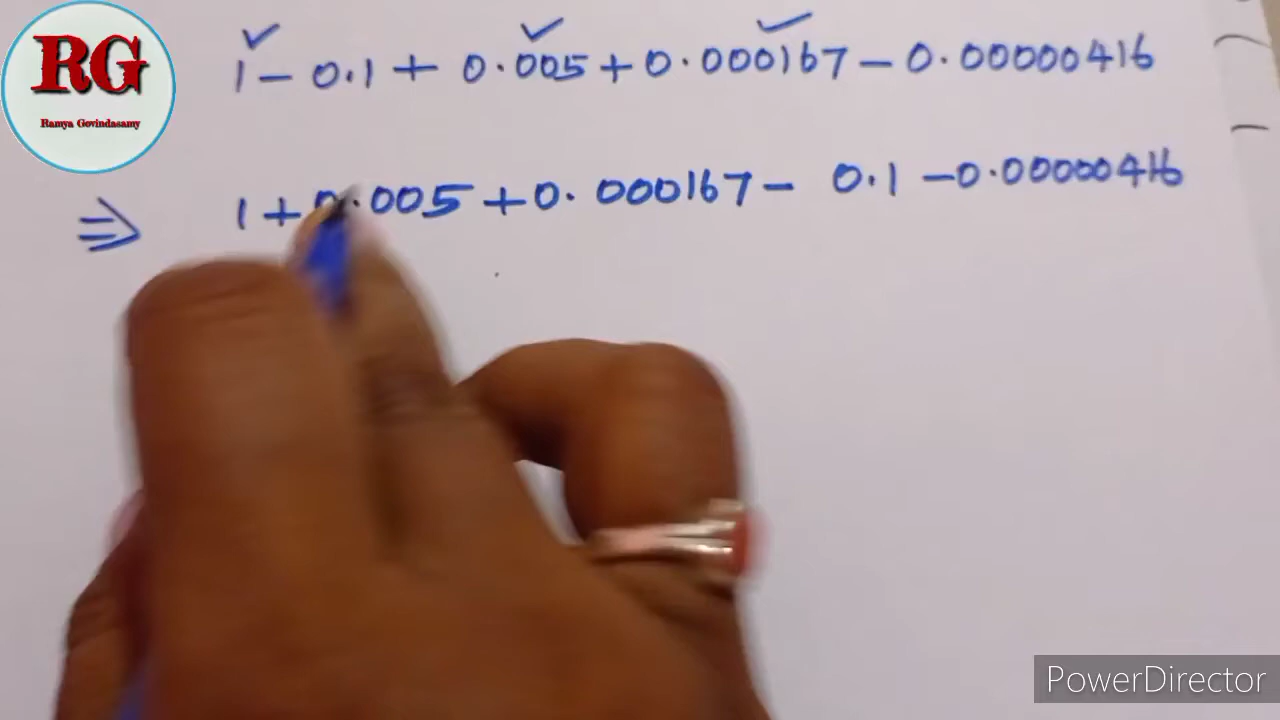 RG
Ramya Govindasamy
1 - 0.1 + 0.005 + 0.000167 - 0.00000416
⇒ 1 + 0.005 + 0.000167 - 0.1 - 0.00000416
PowerDirector